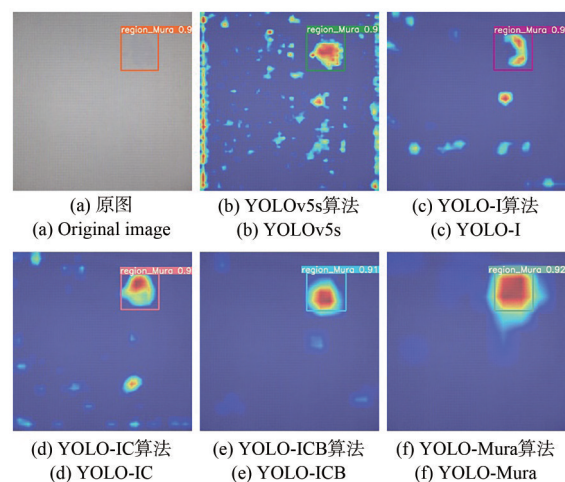 region_Mura 0.9
region_Mura 0.9
region_Mura 0.9
(a) 原图
(a) Original image
(b) YOLOv5s算法
(b) YOLOv5s
(c) YOLO-I算法
(c) YOLO-I
region_Mura 0.9
region_Mura 0.91
region_Mura 0.92
(d) YOLO-IC算法
(d) YOLO-IC
(e) YOLO-ICB算法
(e) YOLO-ICB
(f) YOLO-Mura算法
(f) YOLO-Mura